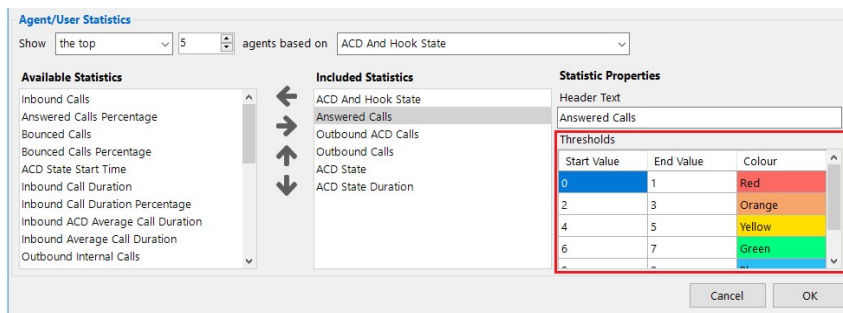 Agent/User Statistics
Show the top 5 agents based on ACD And Hook State
Available Statistics
Inbound Calls
Answered Calls Percentage
Bounced Calls
Bounced Calls Percentage
ACD State Start Time
Inbound Call Duration
Inbound Call Duration Percentage
Inbound ACD Average Call Duration
Inbound Average Call Duration
Outbound Internal Calls
Included Statistics
ACD And Hook State
Answered Calls
Outbound ACD Calls
Outbound Calls
ACD State
ACD State Duration
Statistic Properties
Header Text
Answered Calls
Thresholds
Start Value End Value Colour
0 1 Red
2 3 Orange
4 5 Yellow
6 7 Green
Cancel OK